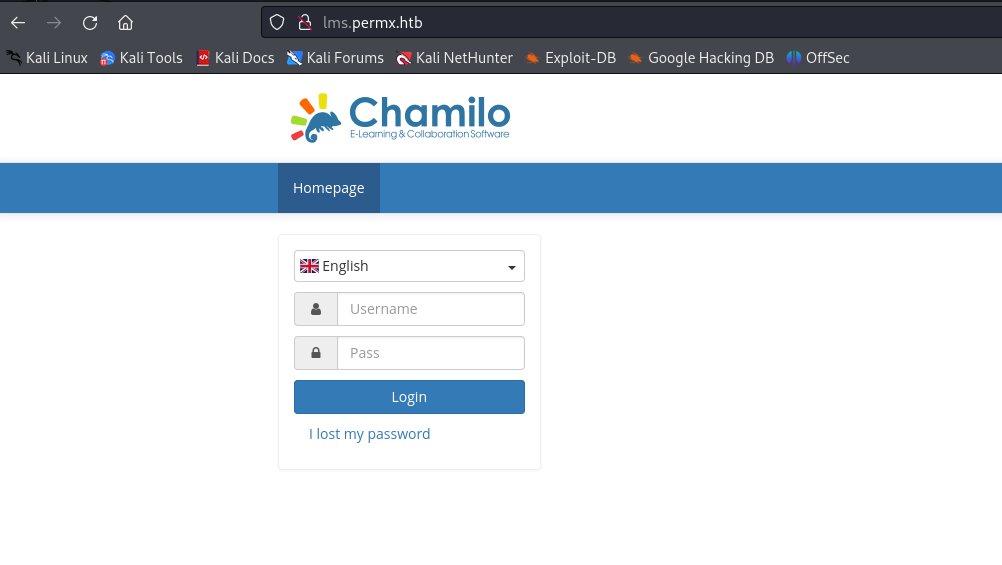 lms.permx.htb
Kali Linux Kali Tools Kali Docs Kali Forums Kali NetHunter Exploit-DB Google Hacking DB OffSec
Chamilo
E-Learning & Collaboration Software
Homepage
English
Username
Pass
Login
I lost my password